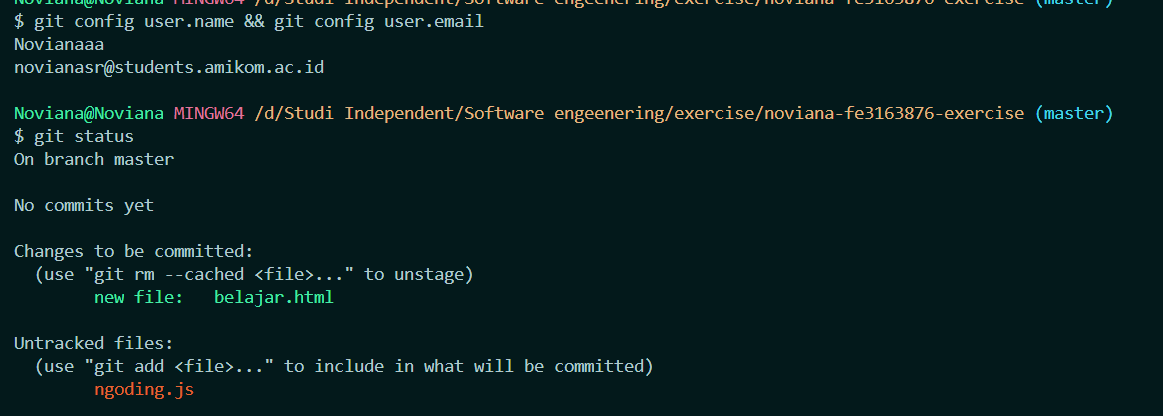 Noviana@Noviana MINGW64 /d/Studi Independent/Software engeenering/exercise/noviana-fe3163876-exercise (master)
$ git config user.name && git config user.email
Novianaaa
novianasr@students.amikom.ac.id
Noviana@Noviana MINGW64 /d/Studi Independent/Software engeenering/exercise/noviana-fe3163876-exercise (master)
$ git status
On branch master
No commits yet
Changes to be committed:
(use "git rm --cached <file>..." to unstage)
new file: belajar.html
Untracked files:
(use "git add <file>..." to include in what will be committed)
ngoding.js